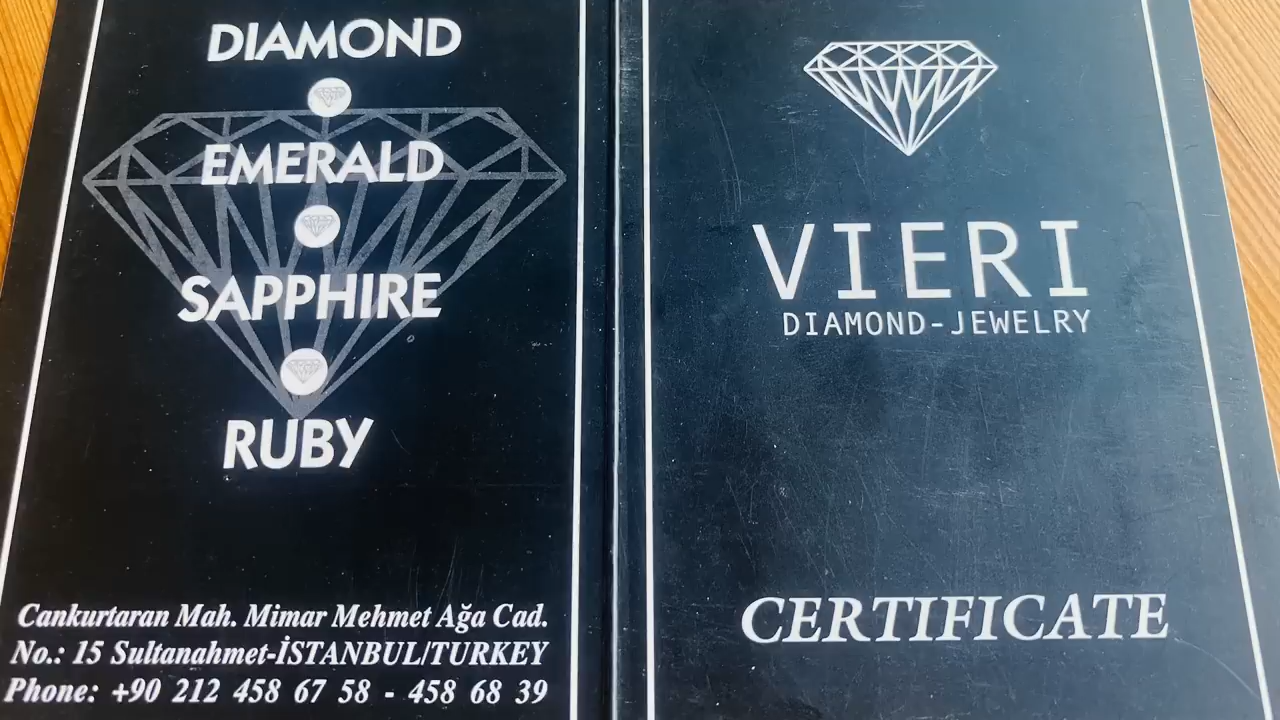 DIAMOND
EMERALD
SAPPHIRE
RUBY
Cankurtaran Mah. Mimar Mehmet Ağa Cad.
No.: 15 Sultanahmet-İSTANBUL/TURKEY
Phone: +90 212 458 67 58 - 458 68 39
VIERI
DIAMOND-JEWELRY
CERTIFICATE